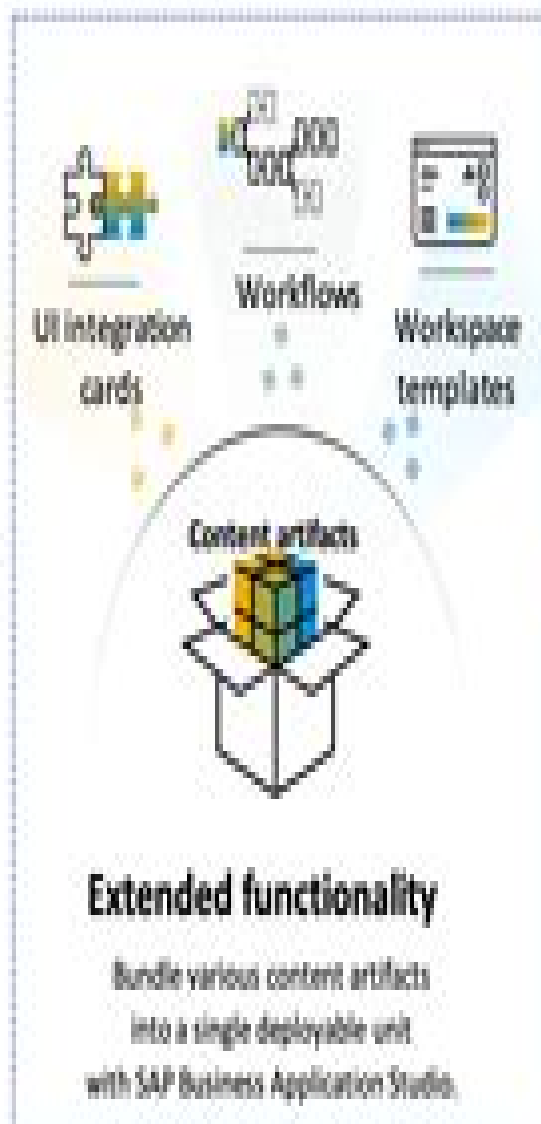 UI integration
cards
Workflows
Workspace
templates
Content artifacts
Extended functionality
Bundle various content artifacts
into a single deployable unit
with SAP Business Application Studio.